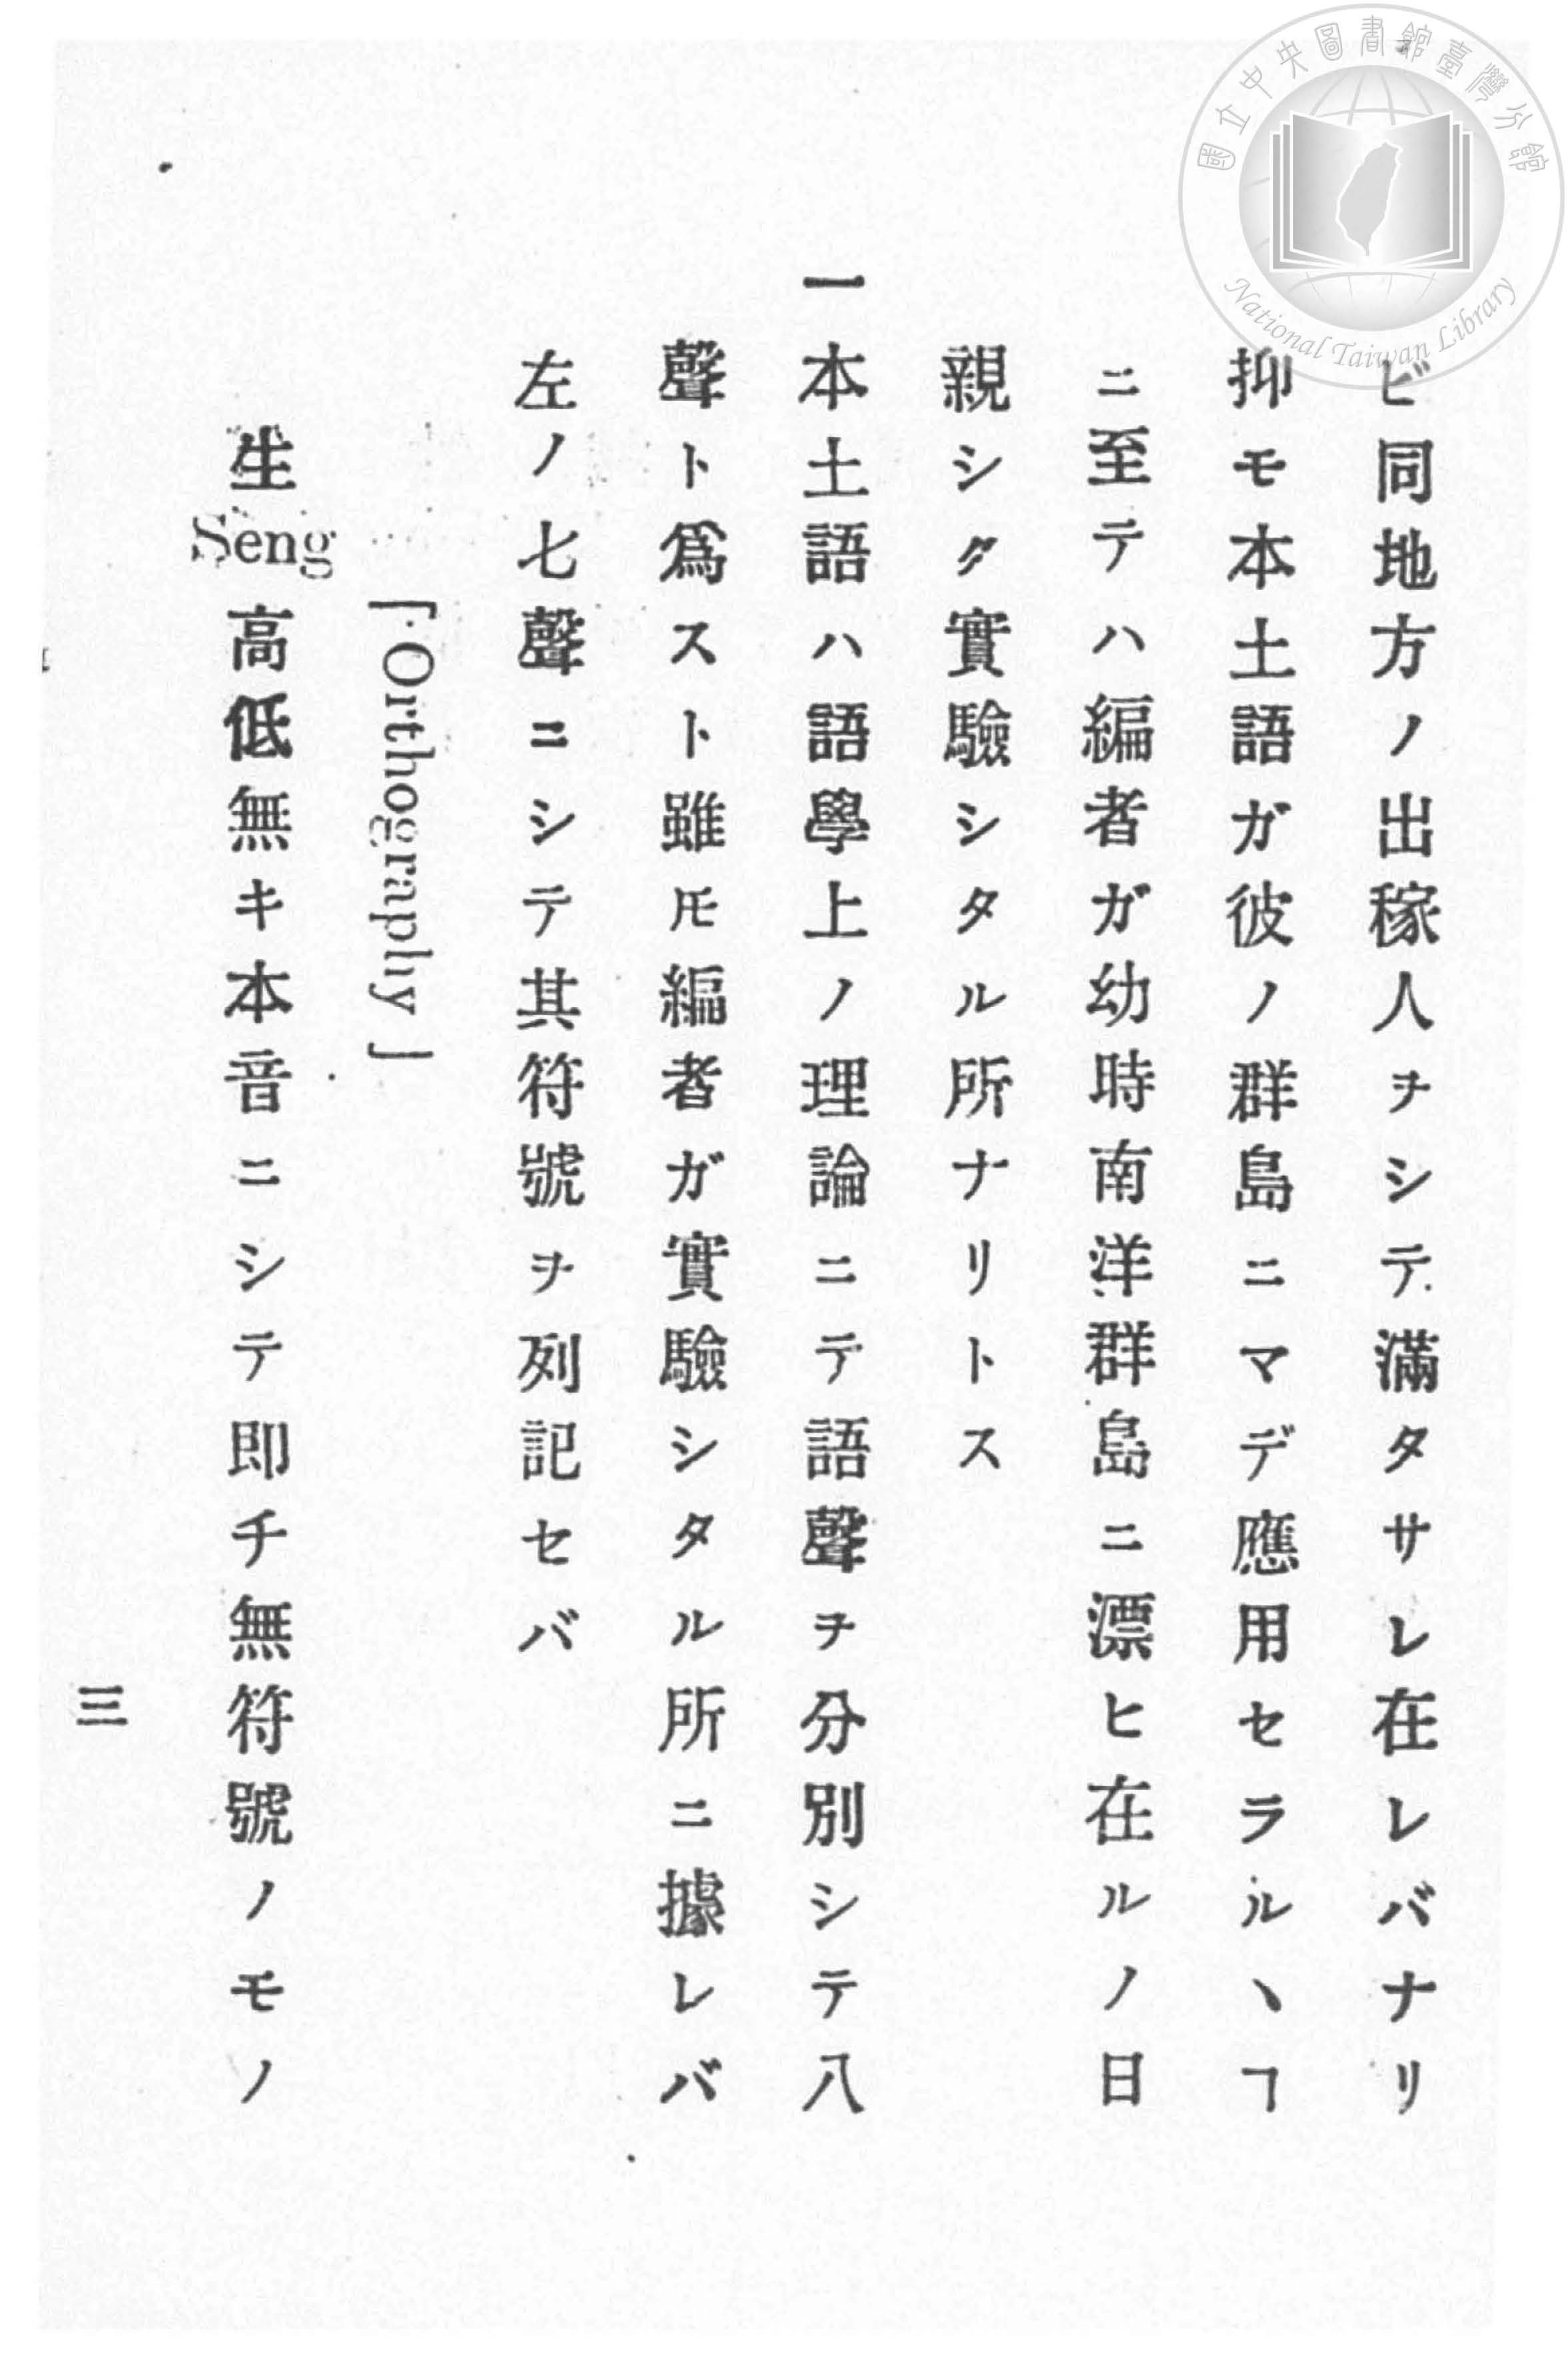 國立中央圖書館臺灣分館
National Taiwan Library
ビ同地方ノ出稼人ヲシテ滿タサレ在レバナリ
抑モ本土語ガ彼ノ群島ニマデ應用セラルヽヿ
ニ至テハ編者ガ幼時南洋群島ニ漂ヒ在ルノ日
親シク實驗シタル所ナリトス
一本土語ハ語學上ノ理論ニテ語聲ヲ分別シテ八
聲ト爲スト雖𪜈編者ガ實驗シタル所ニ據レバ
左ノ七聲ニシテ其符號ヲ列記セバ
「Orthography」
生Seng高低無キ本音ニシテ即チ無符號ノモノ
三